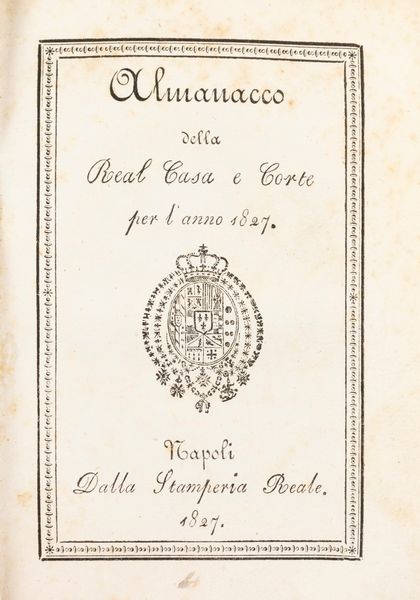 Almanacco
della
Real Casa e Corte
per l'anno 1827.
Napoli
Dalla Stamperia Reale.
1827.